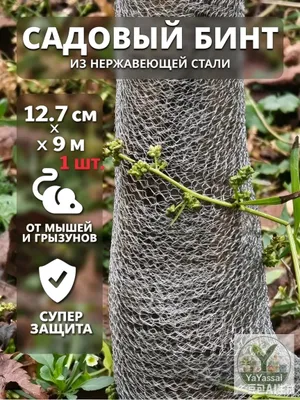 САДОВЫЙ БИНТ
ИЗ НЕРЖАВЕЮЩЕЙ СТАЛИ
12.7 см
х
х 9 м
1 шт.
ОТ МЫШЕЙ
И ГРЫЗУНОВ
СУПЕР
ЗАЩИТА
YaYassal